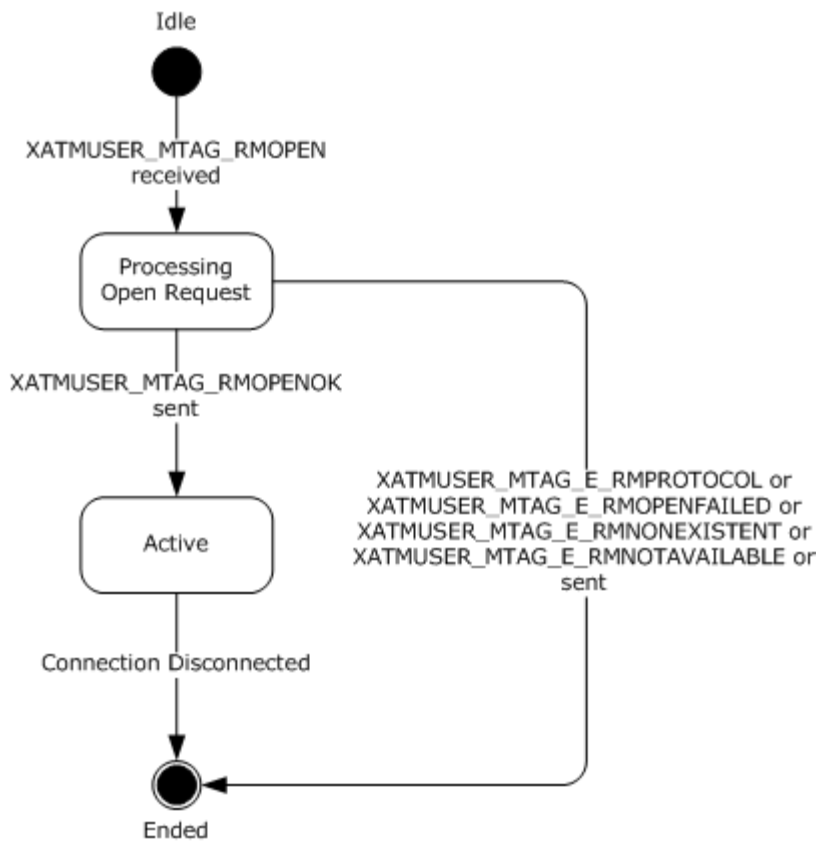 Idle
XATMUSER_MTAG_RMOPEN
received
Processing
Open Request
XATMUSER_MTAG_RMOPENOK
sent
XATMUSER_MTAG_E_RMPROTOCOL or
XATMUSER_MTAG_E_RMOPENFAILED or
XATMUSER_MTAG_E_RMNONEXISTENT or
XATMUSER_MTAG_E_RMNOTAVAILABLE or
sent
Active
Connection Disconnected
Ended